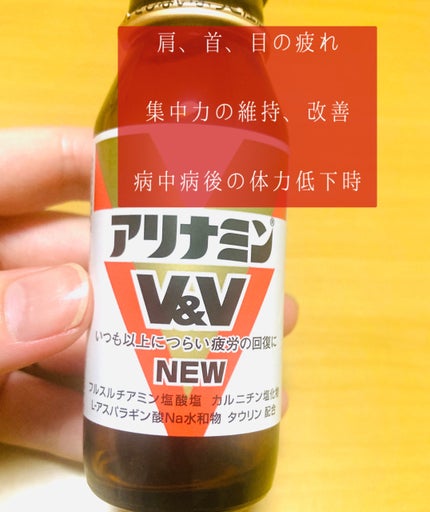 肩、首、目の疲れ
集中力の維持、改善
病中病後の体力低下時
アリナミン®
V&V
いつも以上につらい疲労の回復に
NEW
フルスルチアミン塩酸塩 カルニチン塩化物
L-アスパラギン酸Na水和物 タウリン 配合